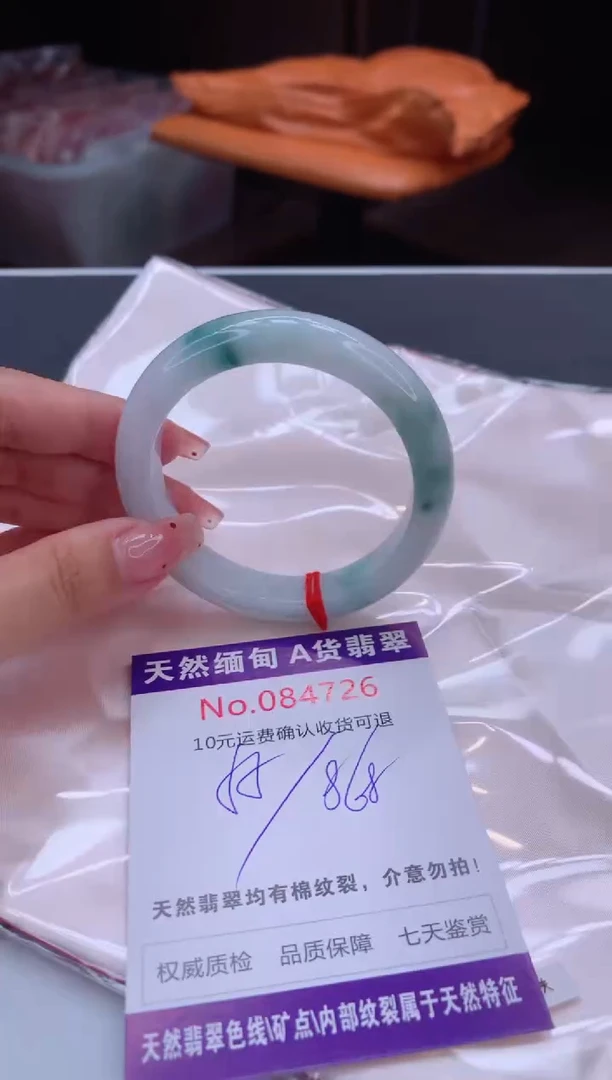 天然缅甸 A货翡翠
No.084726
10元运费确认收货可退
/868
天然翡翠均有棉纹裂，介意勿拍！
权威质检 品质保障 七天鉴赏
天然翡翠色线\矿点\内部纹裂属于天然特征